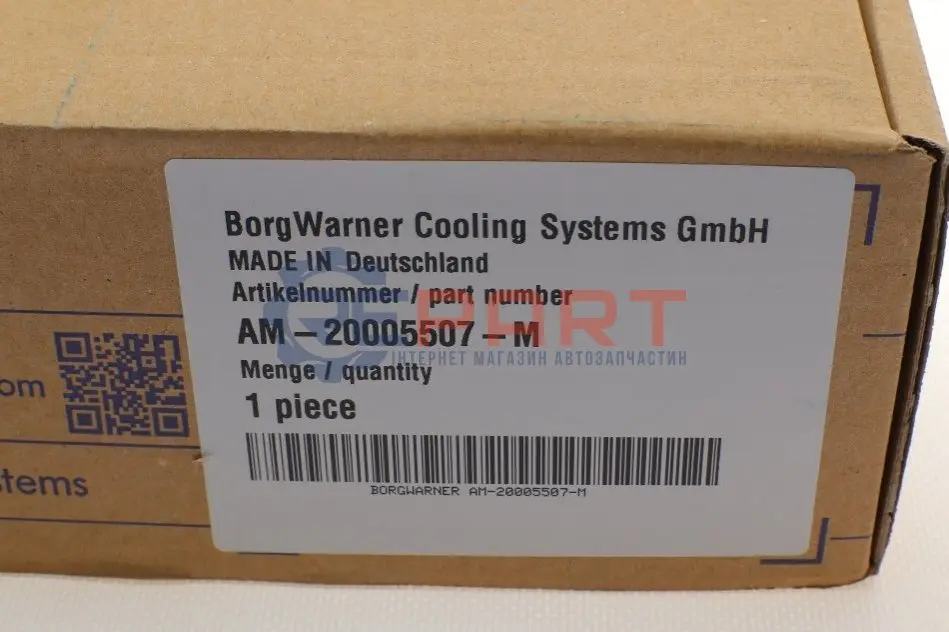 BorgWarner Cooling Systems GmbH
MADE IN Deutschland
Artikelnummer / part number
PART
AM – 20005507 – M
ІНТЕРНЕТ МАГАЗИН АВТОЗАПЧАСТИН
Menge / quantity
om
1 piece
stems
BORGWARNER AM-20005507-M